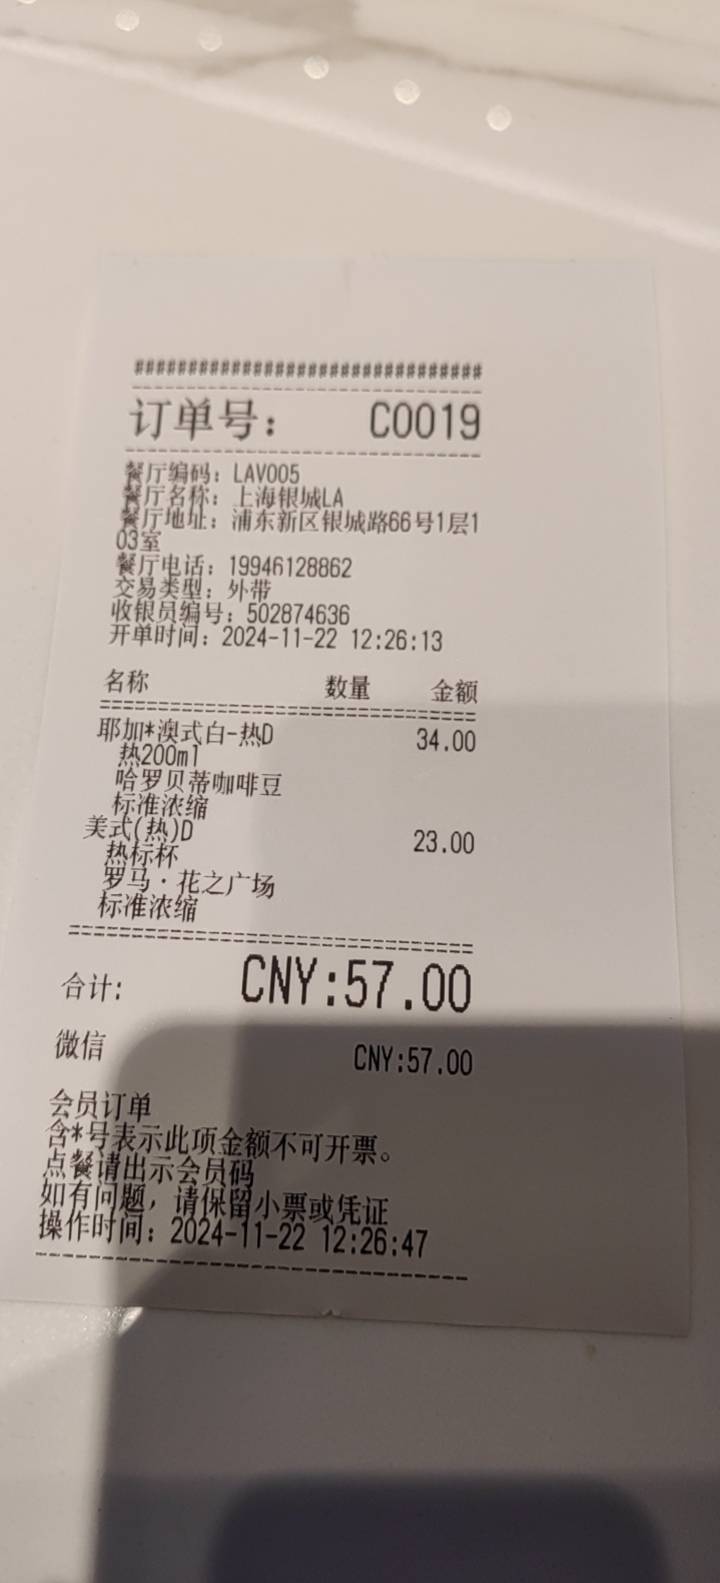 ################################
订单号： C0019
餐厅编码：LAV005
餐厅名称：上海银城LA
餐厅地址：浦东新区银城路66号1层1
03室
餐厅电话：19946128862
交易类型：外带
收银员编号：502874636
开单时间：2024-11-22 12:26:13
名称 数量 金额
耶加*澳式白-热D 34.00
热200ml
哈罗贝蒂咖啡豆
标准浓缩
美式(热)D 23.00
热标杯
罗马·花之广场
标准浓缩
合计： CNY:57.00
微信 CNY:57.00
会员订单
含*号表示此项金额不可开票。
点餐请出示会员码
如有问题，请保留小票或凭证
操作时间：2024-11-22 12:26:47